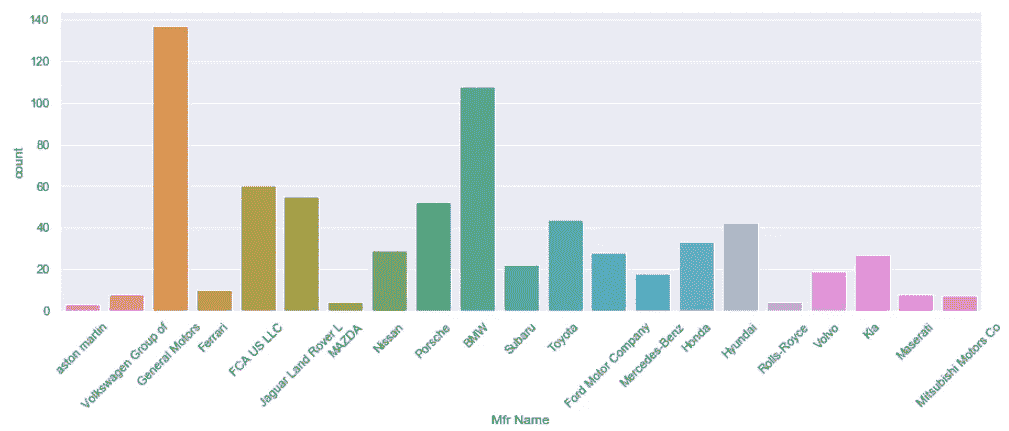 140
120
100
80
60
40
20
0
count
aston martin
Volkswagen Group of
General Motors
Ferrari
FCA US LLC
Jaguar Land Rover L
MAZDA
Nissan
Porsche
BMW
Subaru
Toyota
Ford Motor Company
Mercedes-Benz
Honda
Hyundai
Rolls-Royce
Volvo
Kia
Maserati
Mitsubishi Motors Co
Mfr Name